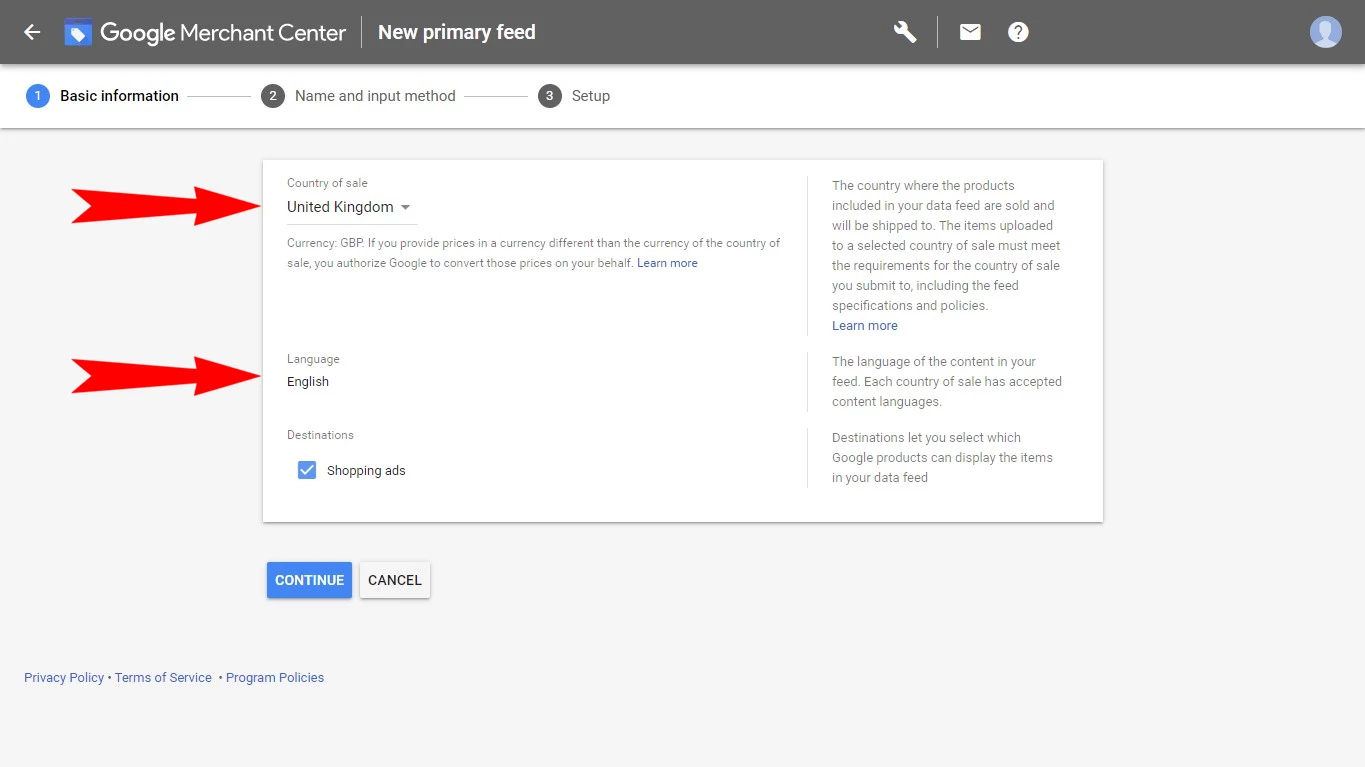 Google Merchant Center New primary feed
1 Basic information 2 Name and input method 3 Setup
Country of sale
United Kingdom
Currency: GBP. If you provide prices in a currency different than the currency of the country of
sale, you authorize Google to convert those prices on your behalf. Learn more
The country where the products
included in your data feed are sold and
will be shipped to. The items uploaded
to a selected country of sale must meet
the requirements for the country of sale
you submit to, including the feed
specifications and policies.
Learn more
Language
English
The language of the content in your
feed. Each country of sale has accepted
content languages.
Destinations
Shopping ads
Destinations let you select which
Google products can display the items
in your data feed
CONTINUE CANCEL
Privacy Policy • Terms of Service • Program Policies